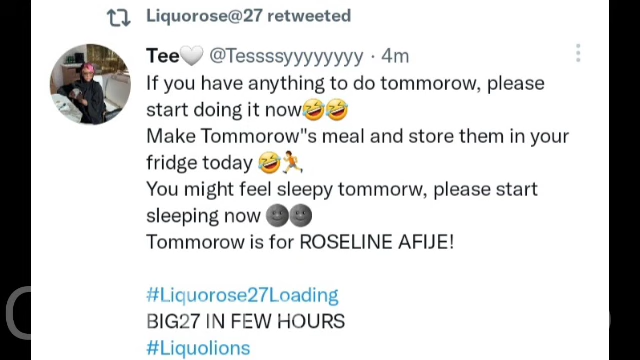 Liquorose@27 retweeted
Tee🤍 @Tessssyyyyyyyy · 4m
If you have anything to do tommorow, please
start doing it now🤣🤣
Make Tommorow"s meal and store them in your
fridge today 🤣🏃
You might feel sleepy tommorw, please start
sleeping now 🌚🌚
Tommorow is for ROSELINE AFIJE!
#Liquorose27Loading
BIG27 IN FEW HOURS
#Liquolions